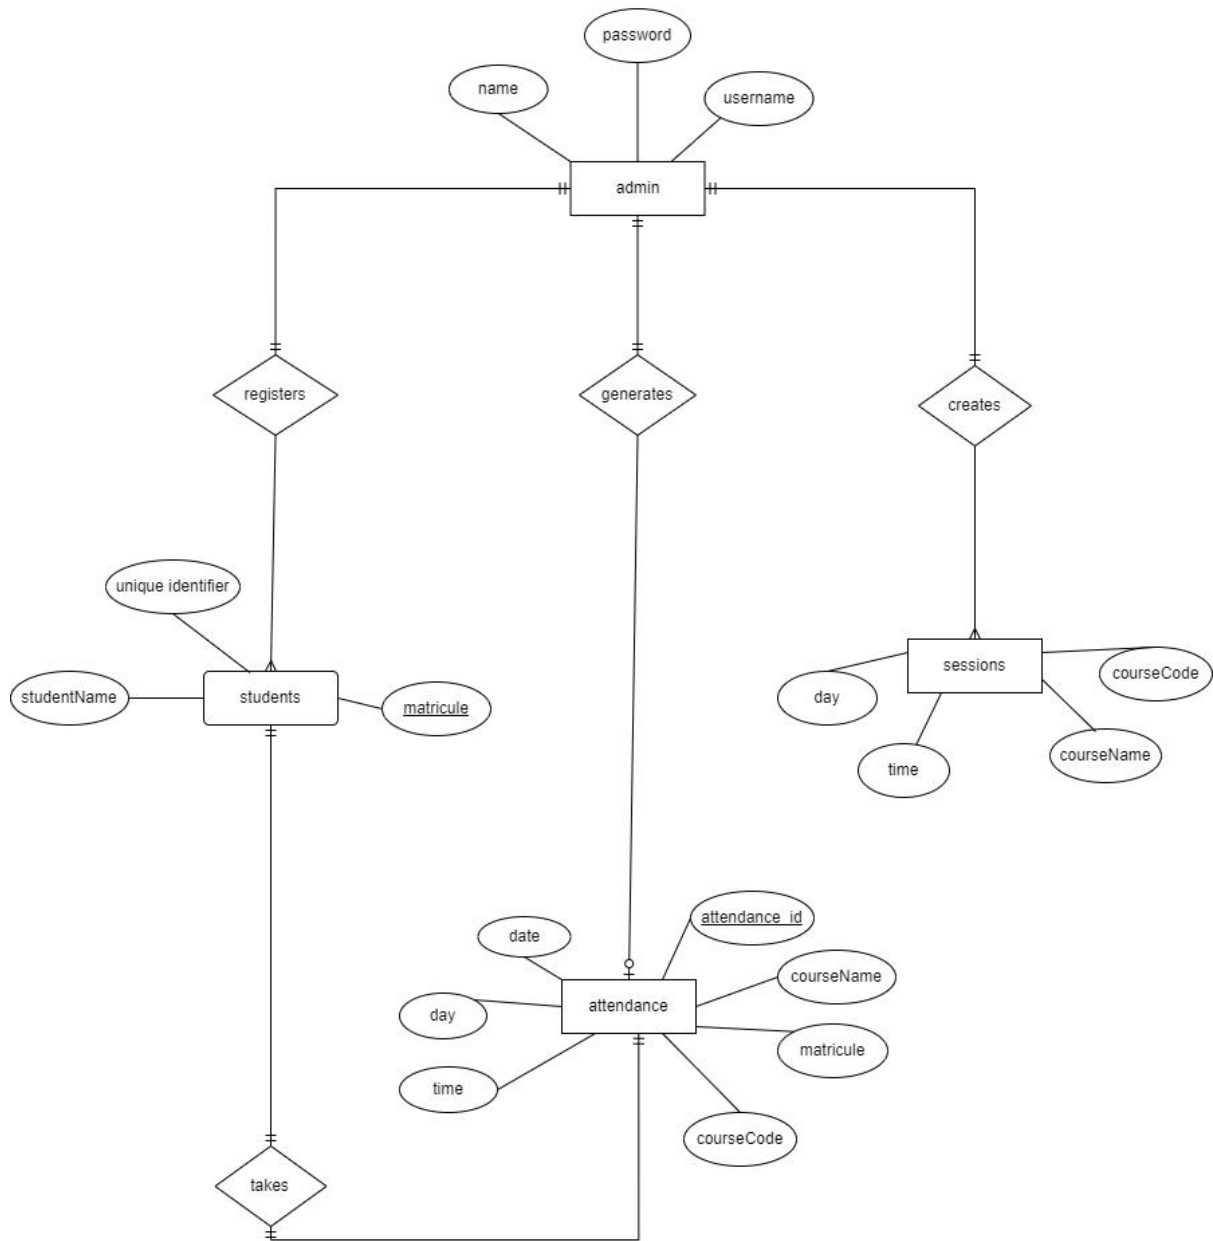 password
name
username
admin
registers
generates
creates
unique identifier
studentName
students
matricule
sessions
courseCode
day
courseName
time
attendance_id
date
courseName
attendance
day
matricule
time
courseCode
takes